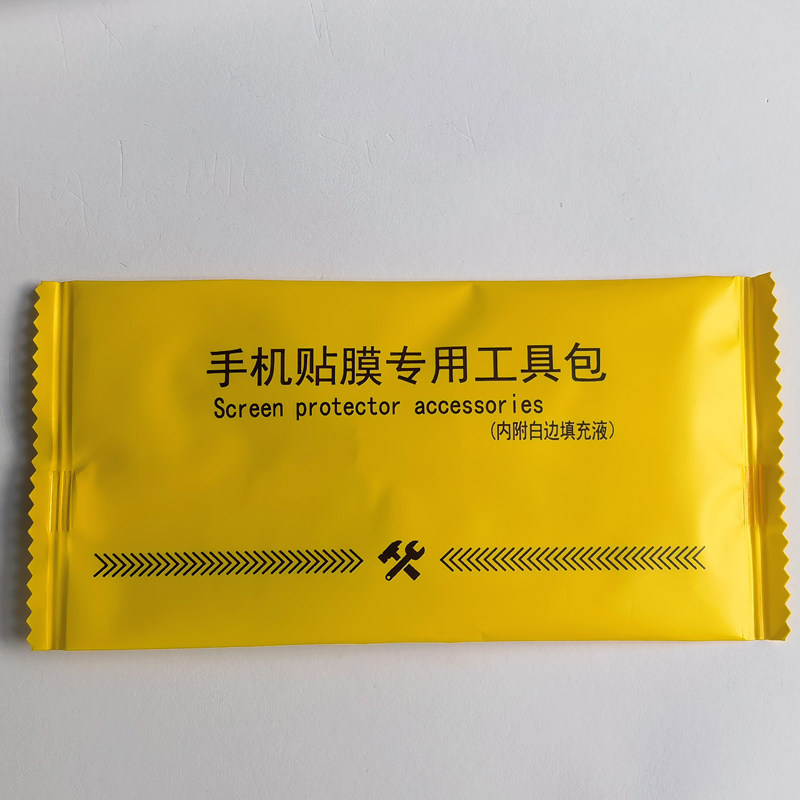 手机贴膜专用工具包
Screen protector accessories
(内附白边填充液)